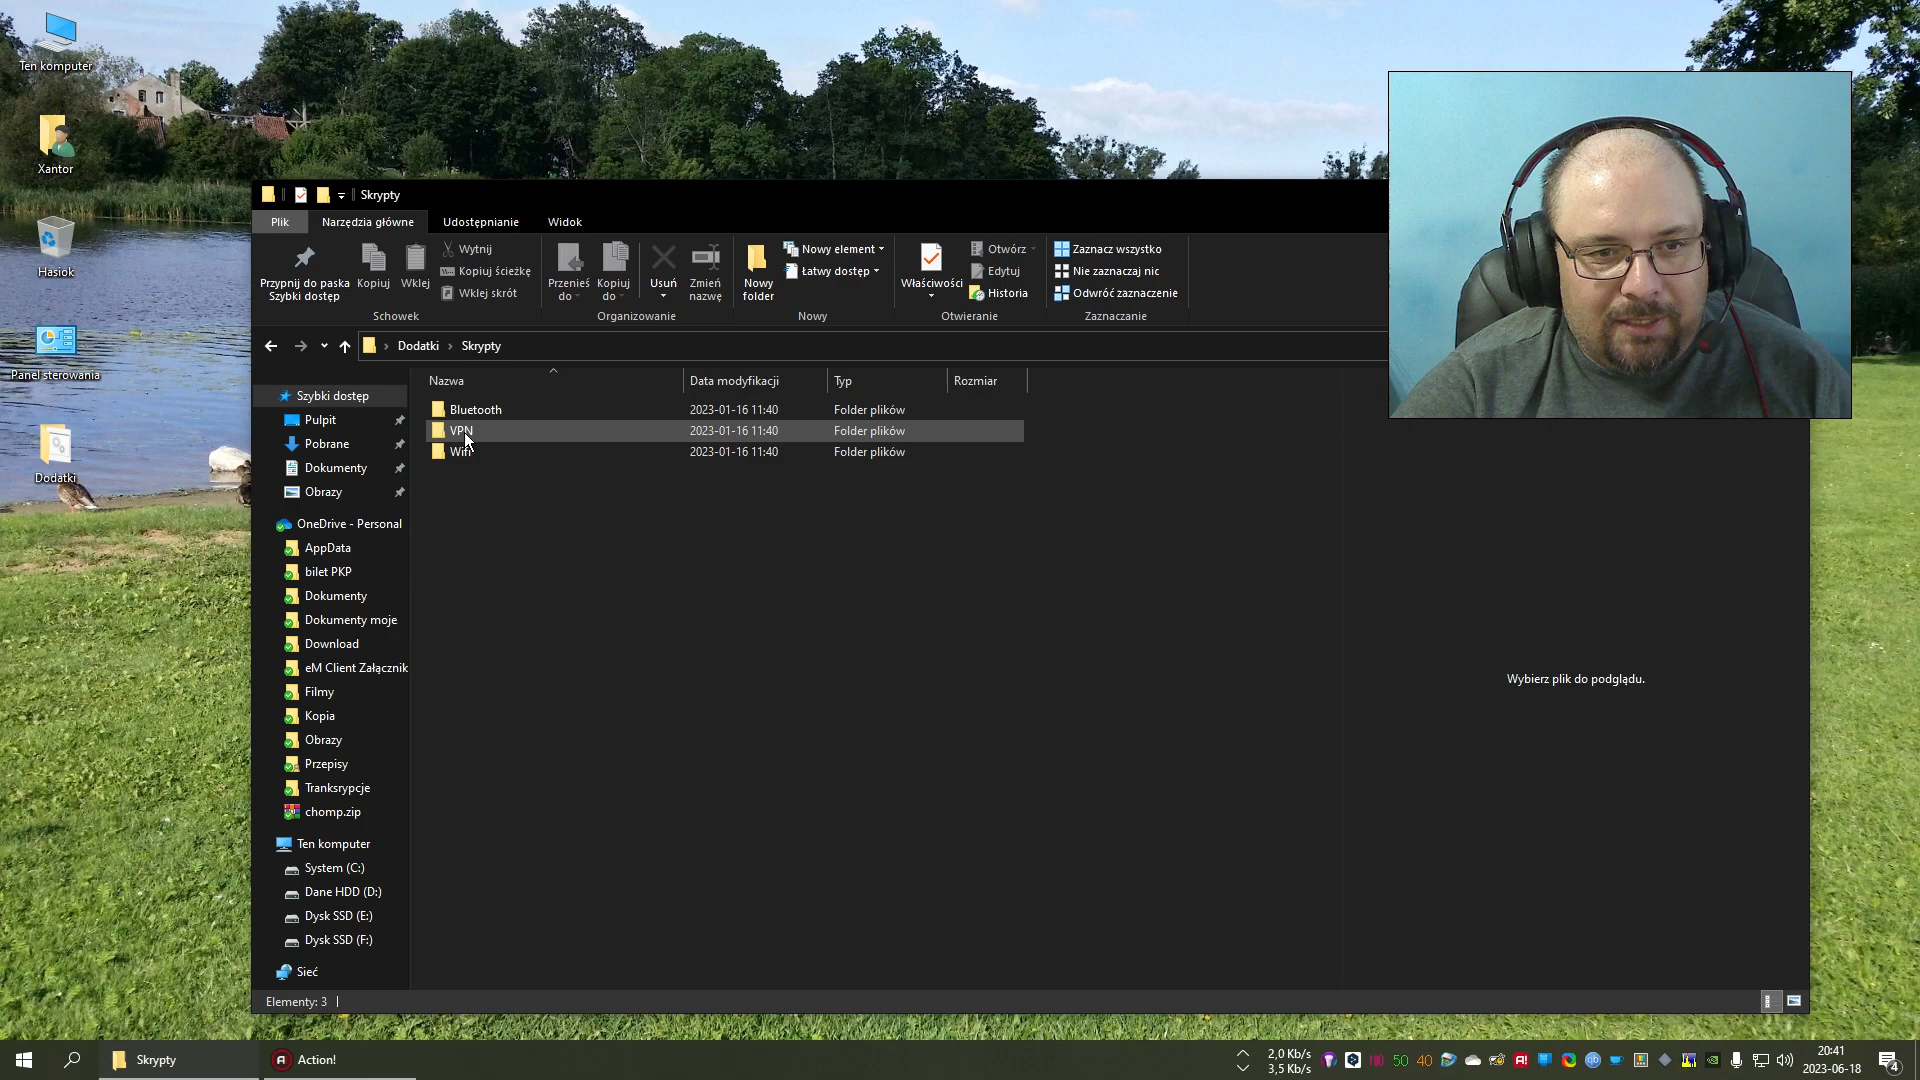 Ten komputer
Xantor
Hasiok
Panel sterowania
Dodatki
Skrypty
Plik
Narzędzia główne
Udostępnianie
Widok
Przypnij do paska
Szybki dostęp
Kopiuj
Wklej
Wytnij
Kopiuj ścieżkę
Wklej skrót
Schowek
Przenieś
do
Kopiuj
do
Usuń
Zmień
nazwę
Organizowanie
Nowy
folder
Nowy element
Łatwy dostęp
Nowy
Właściwości
Otwórz
Edytuj
Historia
Otwieranie
Zaznacz wszystko
Nie zaznaczaj nic
Odwróć zaznaczenie
Zaznaczanie
Dodatki
Skrypty
Nazwa
Data modyfikacji
Typ
Rozmiar
Bluetooth 2023-01-16 11:40 Folder plików
VPN 2023-01-16 11:40 Folder plików
Wifi 2023-01-16 11:40 Folder plików
Szybki dostęp
Pulpit
Pobrane
Dokumenty
Obrazy
OneDrive - Personal
AppData
bilet PKP
Dokumenty
Dokumenty moje
Download
eM Client Załącznik
Filmy
Kopia
Obrazy
Przepisy
Tranksrypcje
chomp.zip
Ten komputer
System (C:)
Dane HDD (D:)
Dysk SSD (E:)
Dysk SSD (F:)
Sieć
Wybierz plik do podglądu.
Elementy: 3
Skrypty
Action!
2,0 Kb/s
3,5 Kb/s
50
40
20:41
2023-06-18
4